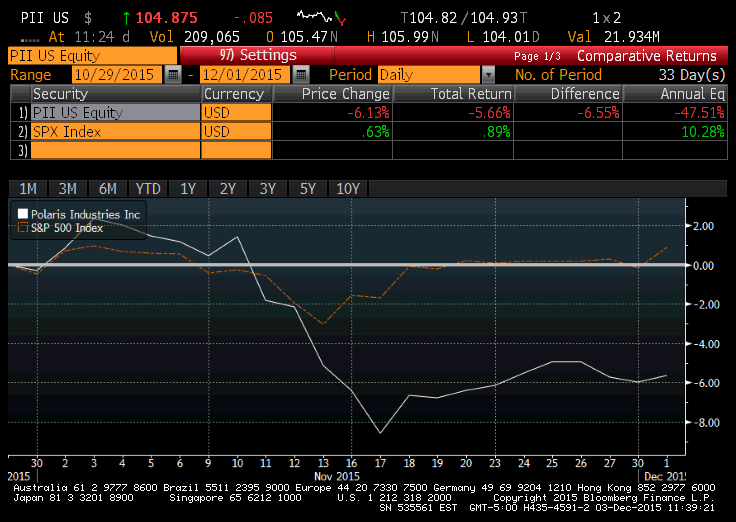 PII US $ ↑ 104.875 -.085 T104.82/104.93T 1x2
At 11:24 d Vol 209,065 O 105.47N H 105.99N L 104.01D Val 21.934M
PII US Equity 97) Settings Page 1/3 Comparative Returns
Range 10/29/2015 - 12/01/2015 Period Daily No. of Period 33 Day(s)
Security Currency Price Change Total Return Difference Annual Eq
1) PII US Equity USD -6.13% -5.66% -6.55% -47.51%
2) SPX Index USD .63% .89% 10.28%
3)
1M 3M 6M YTD 1Y 2Y 3Y 5Y 10Y
Polaris Industries Inc
S&P 500 Index
2.00
0.00
-2.00
-4.00
-6.00
-8.00
30 2 3 4 5 6 9 10 11 12 13 16 17 18 19 20 23 24 25 26 27 30 1
2015 Nov 2015 Dec 201
Australia 61 2 9777 8600 Brazil 5511 2395 9000 Europe 44 20 7330 7500 Germany 49 69 9204 1210 Hong Kong 852 2977 6000
Japan 81 3 3201 8900 Singapore 65 6212 1000 U.S. 1 212 318 2000 Copyright 2015 Bloomberg Finance L.P.
SN 535561 EST GMT-5:00 H435-4591-2 03-Dec-2015 11:39:21